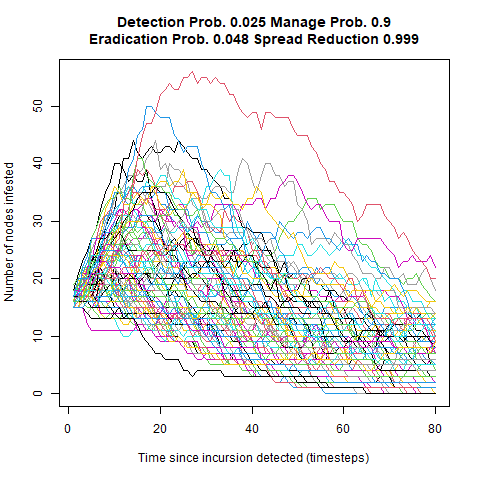 Detection Prob. 0.025 Manage Prob. 0.9
Eradication Prob. 0.048 Spread Reduction 0.999
Number of nodes infested
50
40
30
20
10
0
0 20 40 60 80
Time since incursion detected (timesteps)